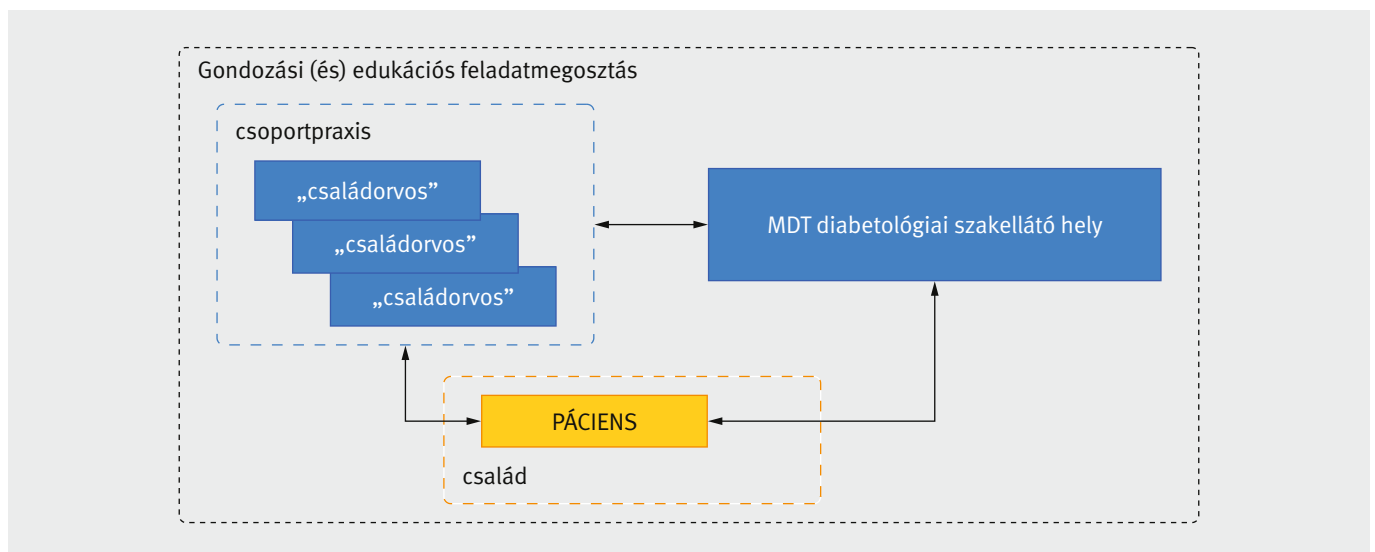 Gondozási (és) edukációs feladatmegosztás
csoportpraxis
„családorvos”
„családorvos”
„családorvos”
MDT diabetológiai szakellátó hely
PÁCIENS
család